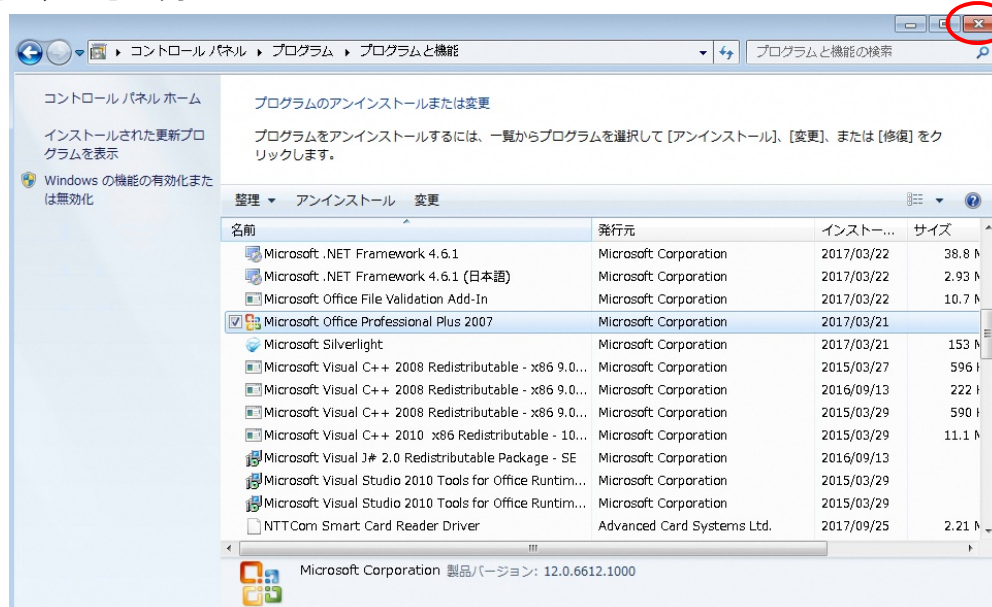 コントロール パネル ▸ プログラム ▸ プログラムと機能
プログラムと機能の検索
コントロール パネル ホーム
インストールされた更新プロ
グラムを表示
Windows の機能の有効化また
は無効化
プログラムのアンインストールまたは変更
プログラムをアンインストールするには、一覧からプログラムを選択して [アンインストール]、[変更]、または [修復] をク
リックします。
整理 アンインストール 変更
名前 発行元 インストー... サイズ
Microsoft .NET Framework 4.6.1 Microsoft Corporation 2017/03/22 38.8 M
Microsoft .NET Framework 4.6.1 (日本語) Microsoft Corporation 2017/03/22 2.93 M
Microsoft Office File Validation Add-In Microsoft Corporation 2017/03/22 10.7 M
Microsoft Office Professional Plus 2007 Microsoft Corporation 2017/03/21
Microsoft Silverlight Microsoft Corporation 2017/03/21 153 M
Microsoft Visual C++ 2008 Redistributable - x86 9.0... Microsoft Corporation 2015/03/27 596
Microsoft Visual C++ 2008 Redistributable - x86 9.0... Microsoft Corporation 2016/09/13 222
Microsoft Visual C++ 2008 Redistributable - x86 9.0... Microsoft Corporation 2015/03/29 590
Microsoft Visual C++ 2010 x86 Redistributable - 10... Microsoft Corporation 2015/03/29 11.1 M
Microsoft Visual J# 2.0 Redistributable Package - SE Microsoft Corporation 2016/09/13
Microsoft Visual Studio 2010 Tools for Office Runtim... Microsoft Corporation 2015/03/29
Microsoft Visual Studio 2010 Tools for Office Runtim... Microsoft Corporation 2015/03/29
NTTCom Smart Card Reader Driver Advanced Card Systems Ltd. 2017/09/25 2.21 M
Microsoft Corporation 製品バージョン: 12.0.6612.1000